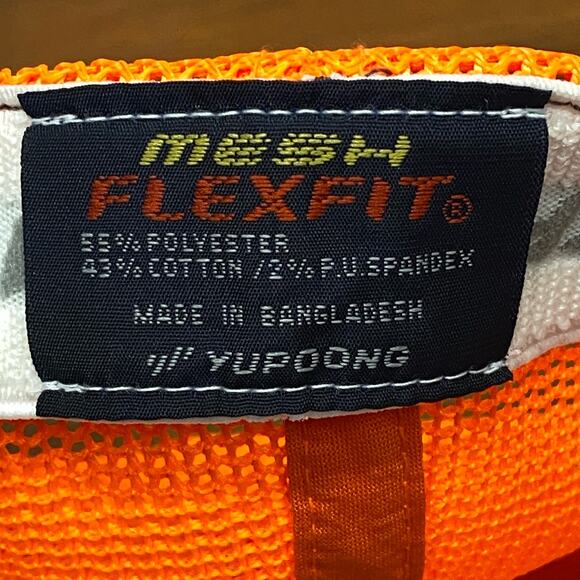 MESH
FLEXFIT®
55% POLYESTER
43% COTTON / 2% P.U.SPANDEX
MADE IN BANGLADESH
YUPOONG